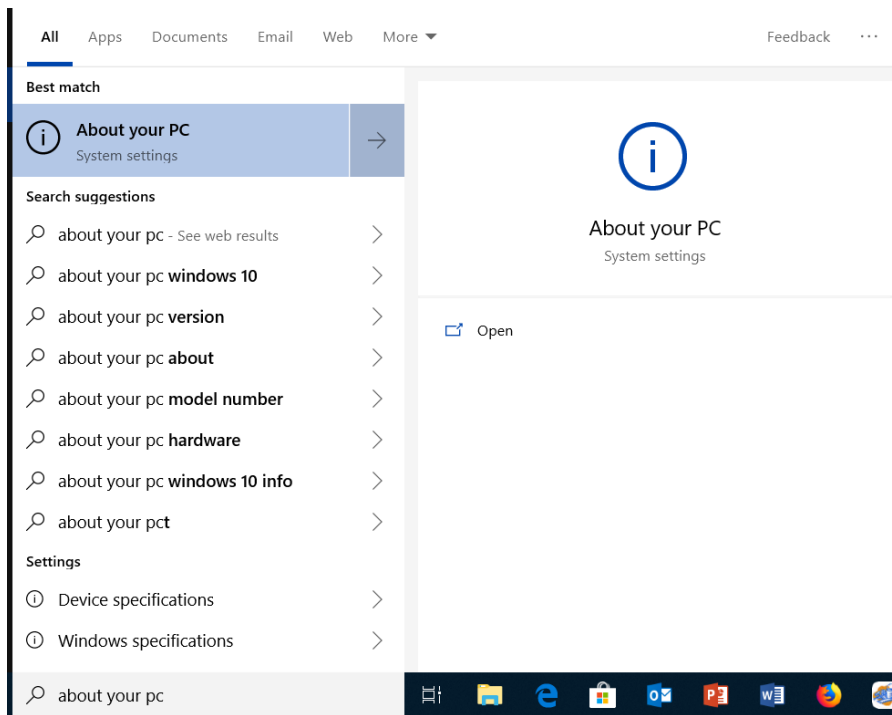 All Apps Documents Email Web More Feedback ...
Best match
About your PC
System settings
Search suggestions
about your pc - See web results
about your pc windows 10
about your pc version
about your pc about
about your pc model number
about your pc hardware
about your pc windows 10 info
about your pct
Settings
Device specifications
Windows specifications
about your pc
About your PC
System settings
Open